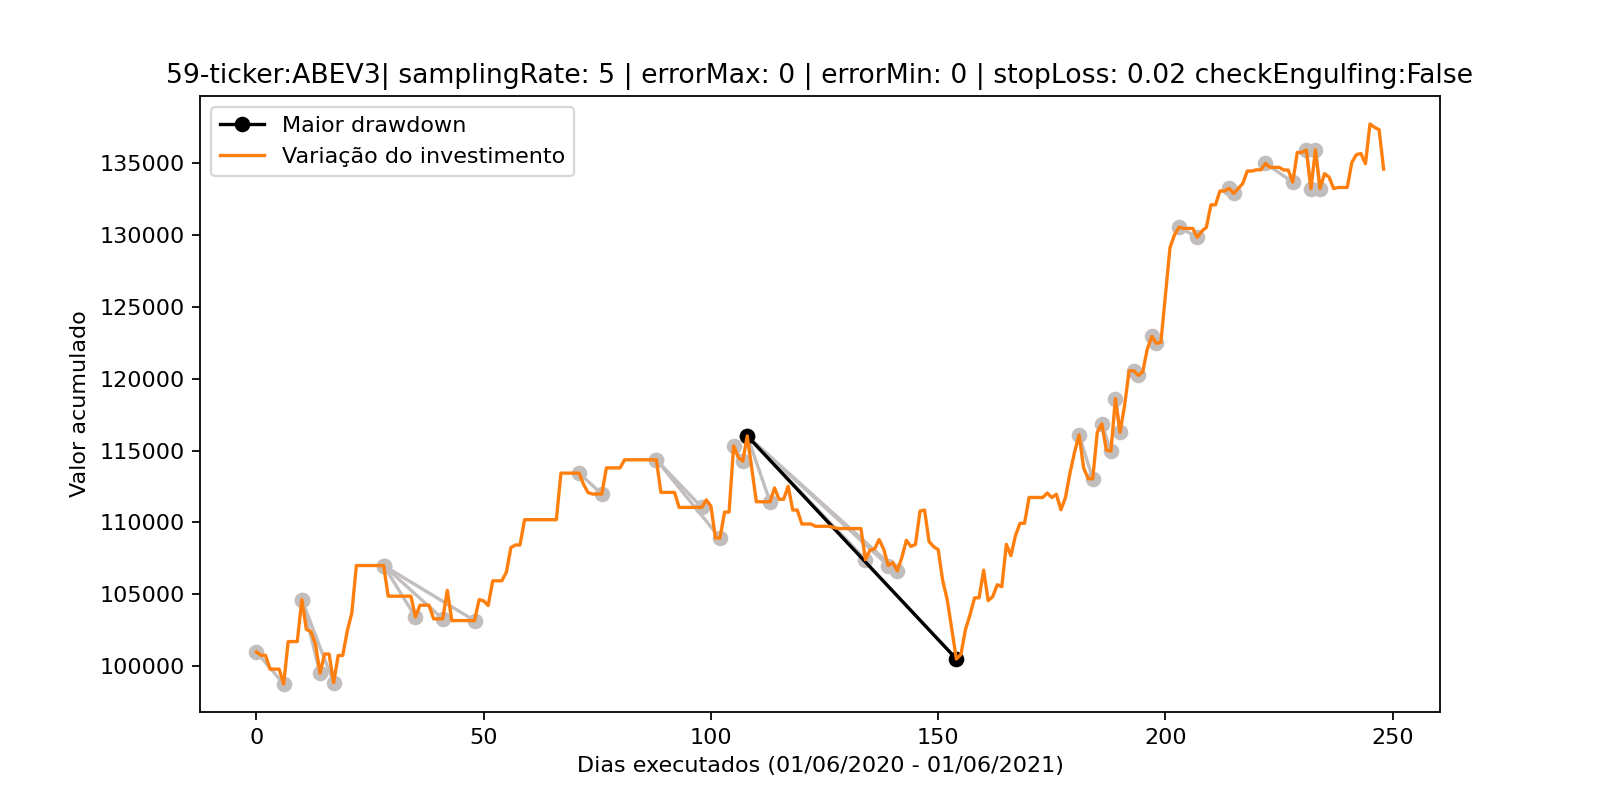 59-ticker:ABEV3| samplingRate: 5 | errorMax: 0 | errorMin: 0 | stopLoss: 0.02 checkEngulfing:False
Maior drawdown
Variação do investimento
Valor acumulado
135000
130000
125000
120000
115000
110000
105000
100000
0 50 100 150 200 250
Dias executados (01/06/2020 - 01/06/2021)